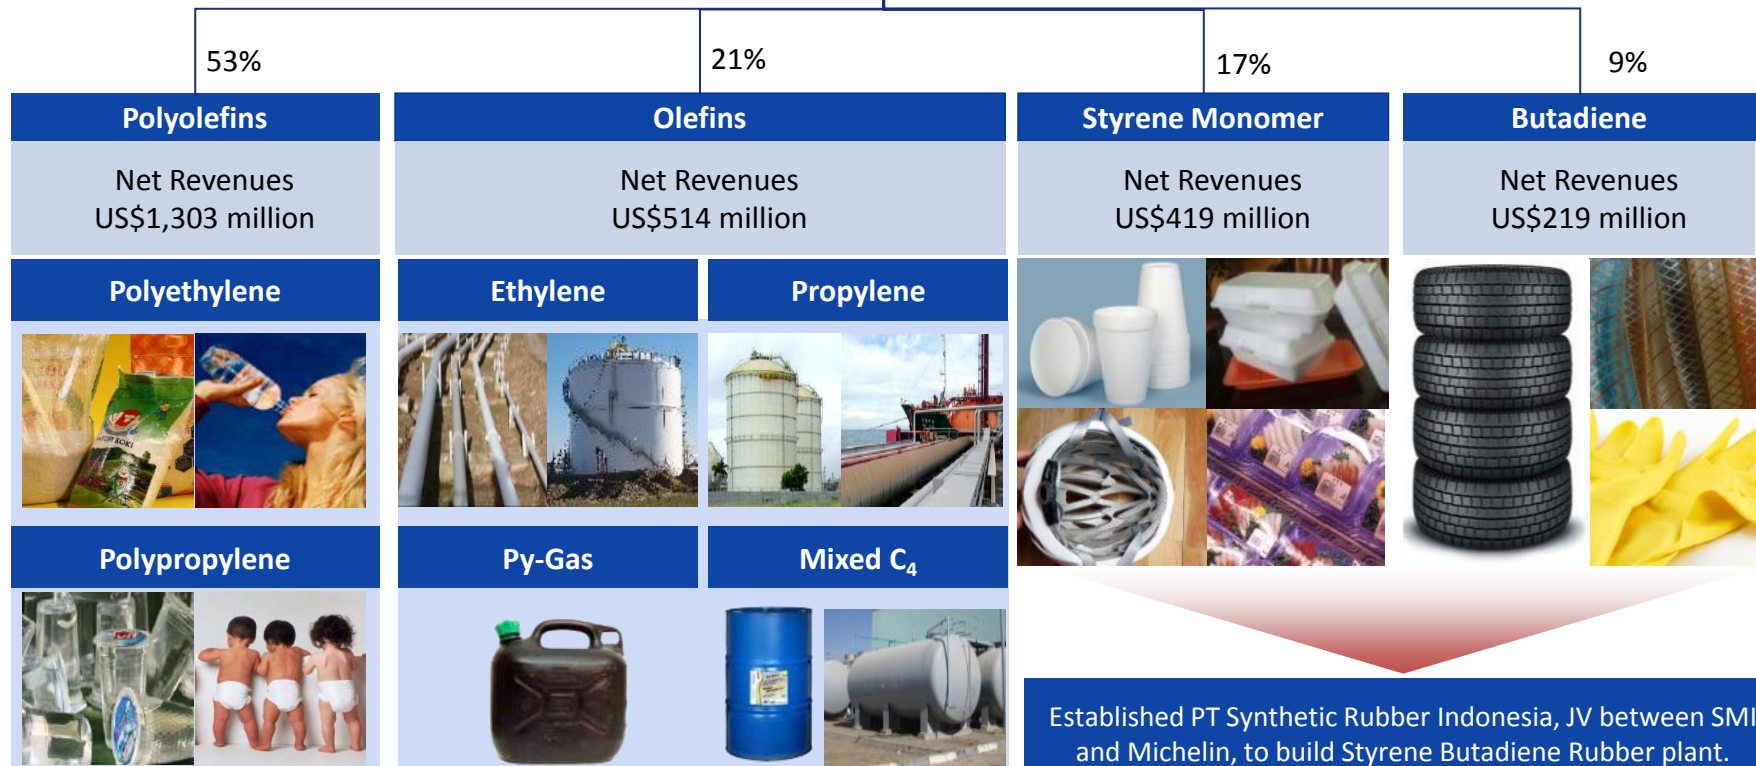 53%
21%
17%
9%
Polyolefins
Net Revenues
US$1,303 million
Olefins
Net Revenues
US$514 million
Styrene Monomer
Net Revenues
US$419 million
Butadiene
Net Revenues
US$219 million
Polyethylene
Ethylene
Propylene
KOKI
Polypropylene
Py-Gas
Mixed C₄
Established PT Synthetic Rubber Indonesia, JV between SMI
and Michelin, to build Styrene Butadiene Rubber plant.